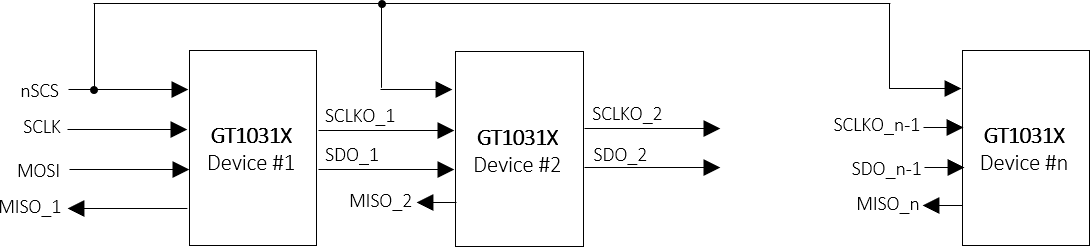 nSCS
SCLK
MOSI
MISO_1
GT1031X
Device #1
SCLKO_1
SDO_1
MISO_2
GT1031X
Device #2
SCLKO_2
SDO_2
SCLKO_n-1
SDO_n-1
MISO_n
GT1031X
Device #n